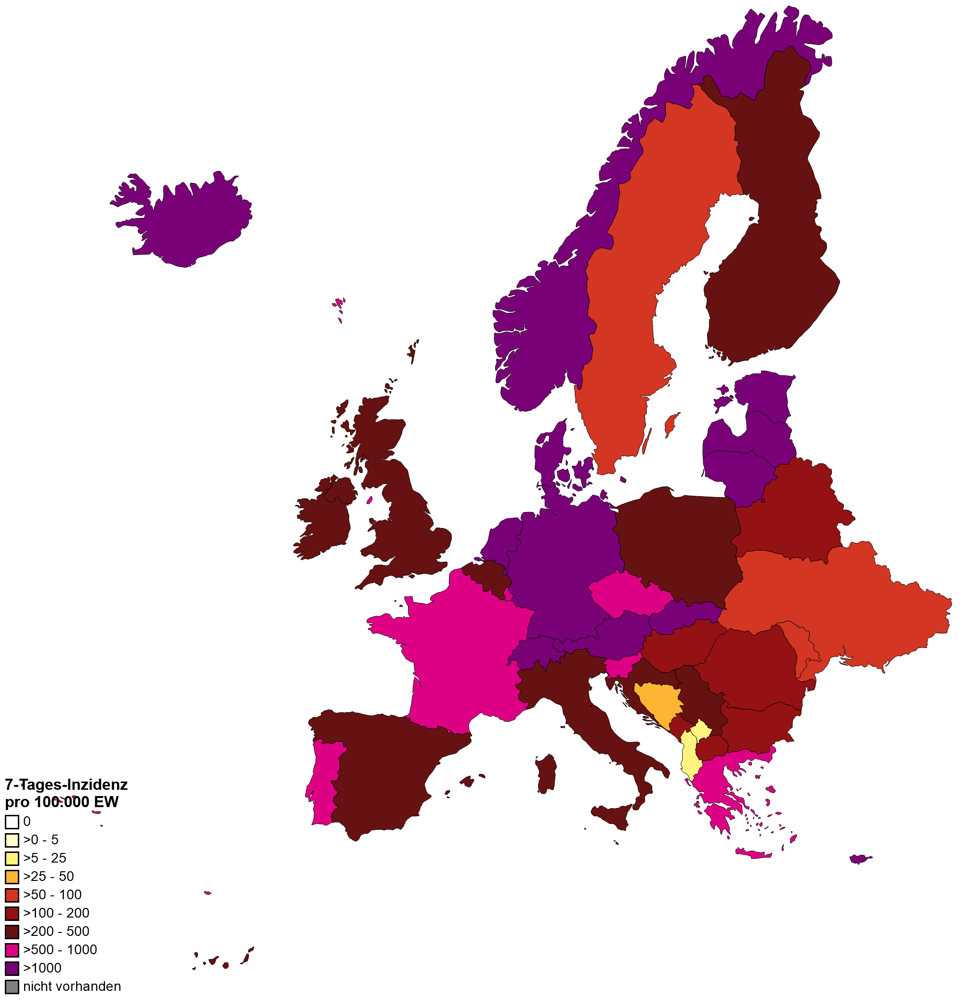 7-Tages-Inzidenz
pro 100.000 EW
0
>0 - 5
>5 - 25
>25 - 50
>50 - 100
>100 - 200
>200 - 500
>500 - 1000
>1000
nicht vorhanden